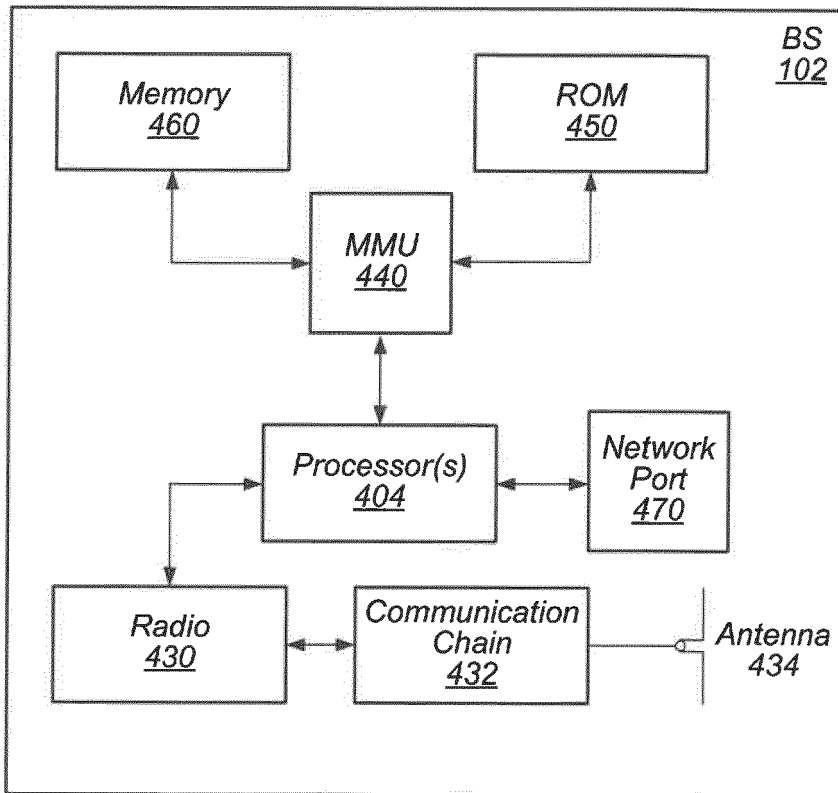 BS
102
Memory
460
ROM
450
MMU
440
Processor(s)
404
Network
Port
470
Radio
430
Communication
Chain
432
Antenna
434